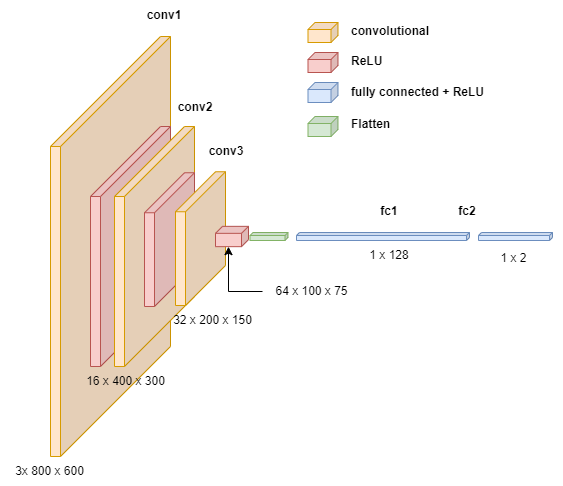 conv1
convolutional
ReLU
fully connected + ReLU
Flatten
conv2
conv3
fc1
fc2
1 x 128
1 x 2
64 x 100 x 75
32 x 200 x 150
16 x 400 x 300
3x 800 x 600